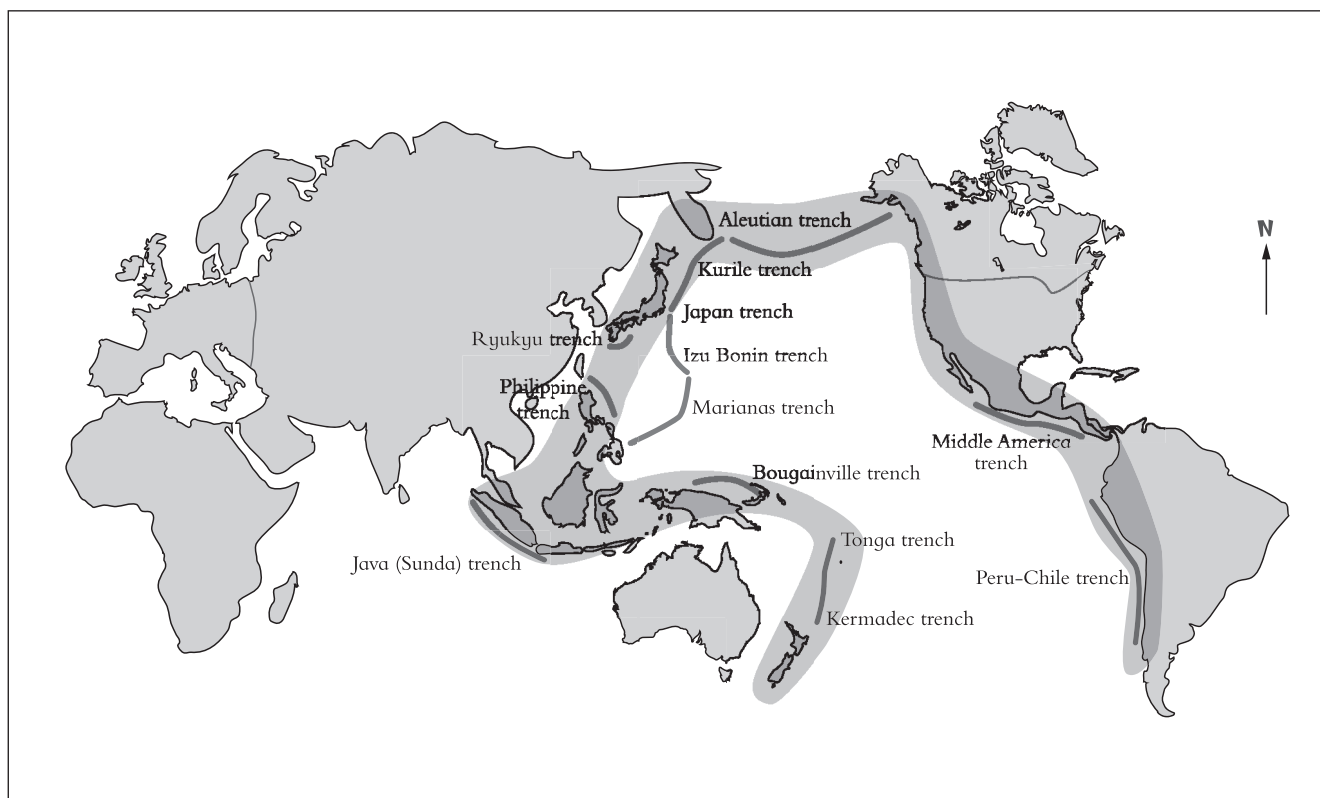 N
Aleutian trench
Kurile trench
Japan trench
Ryukyu trench
Izu Bonin trench
Philippine
trench
Marianas trench
Middle America
trench
Bougainville trench
Tonga trench
Java (Sunda) trench
Peru-Chile trench
Kermadec trench